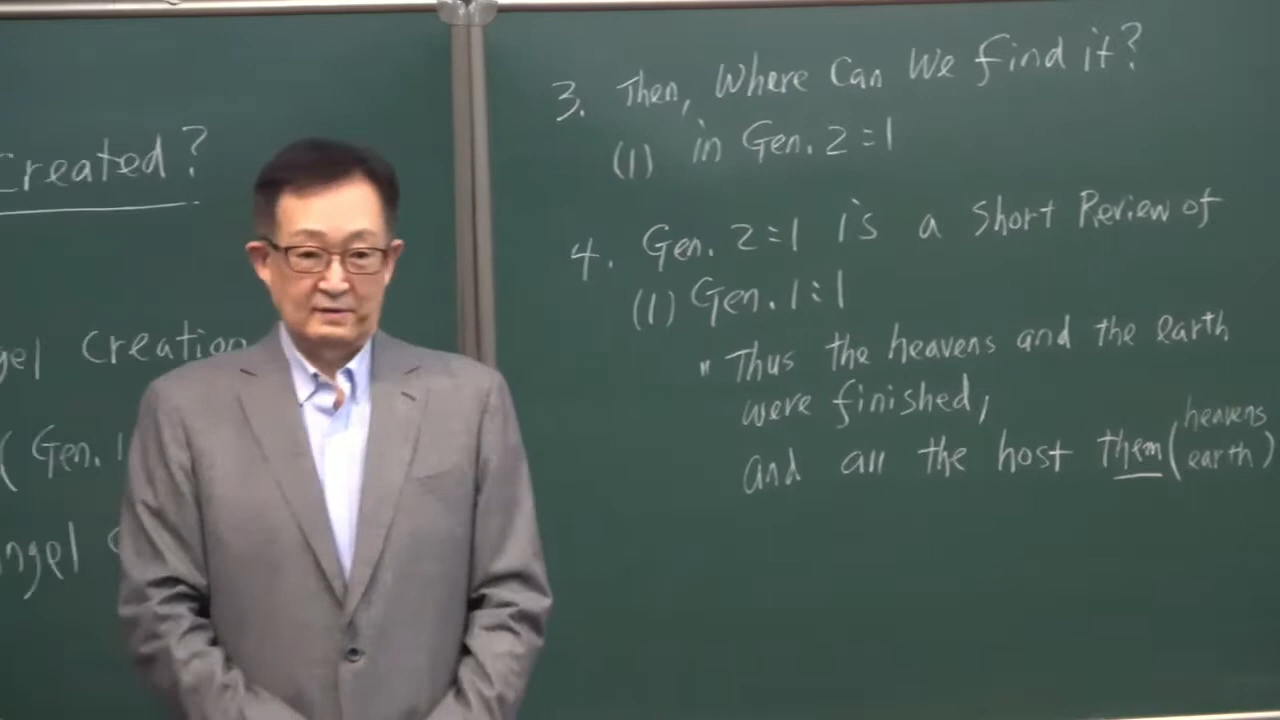 Created?
Creation
(Gen. 1
3. Then, Where Can We find it?
(1) in Gen. 2=1
4. Gen. 2=1 is a Short Review of
(1) Gen. 1:1
" Thus the heavens and the earth
were finished,
and all the host them (heavens
earth)